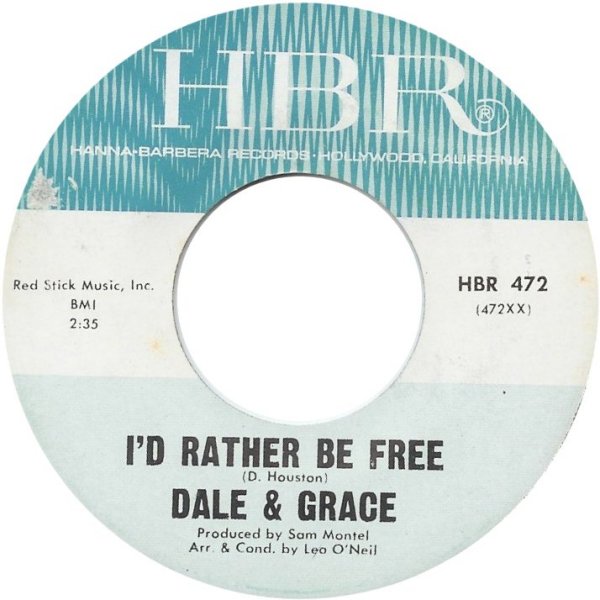 HBR®
HANNA-BARBERA RECORDS · HOLLYWOOD, CALIFORNIA
Red Stick Music, Inc.
BMI
2:35
HBR 472
(472XX)
I'D RATHER BE FREE
(D. Houston)
DALE & GRACE
Produced by Sam Montel
Arr. & Cond. by Leo O'Neil